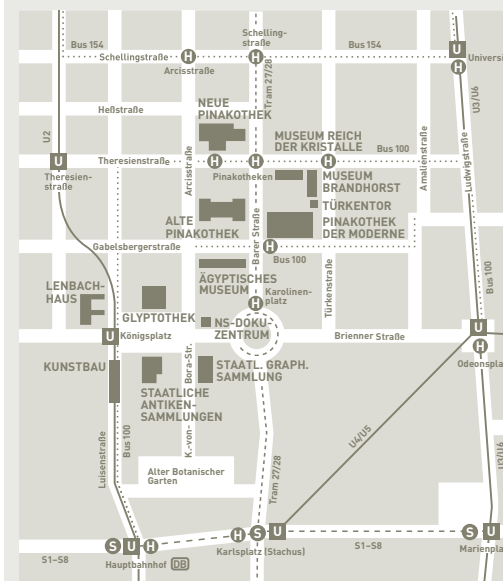 Schelling-
straße
Bus 154
Bus 154
Schellingstraße
U
H
H
Arcisstraße
Universi
H
Tram 27/28
U3/U6
NEUE
PINAKOTHEK
Heßstraße
MUSEUM REICH
DER KRISTALLE
U2
Amalienstraße
Ludwigstraße
Arcisstraße
U
Theresienstraße
H
H
H
Bus 100
Theresien-
straße
Pinakotheken
MUSEUM
BRANDHORST
TÜRKENTOR
ALTE
PINAKOTHEK
Barer Straße
PINAKOTHEK
DER MODERNE
Gabelsbergerstraße
H
Bus 100
Türkenstraße
Bus 100
ÄGYPTISCHES
MUSEUM
LENBACH-
HAUS
GLYPTOTHEK
Karolinen-
platz
H
NS-DOKU-
ZENTRUM
U
Königsplatz
Brienner Straße
U
H
Odeonspla
KUNSTBAU
STAATLICHE
ANTIKEN-
SAMMLUNGEN
K.-von-
Bora-Str.
STAATL. GRAPH.
SAMMLUNG
Luisenstraße
Bus 100
U4/U5
U3/U6
Alter Botanischer
Garten
Tram 27/28
S
U
H
H
S
U
S
U
S1–S8
Hauptbahnhof
DB
Karlsplatz (Stachus)
S1–S8
Marienpla